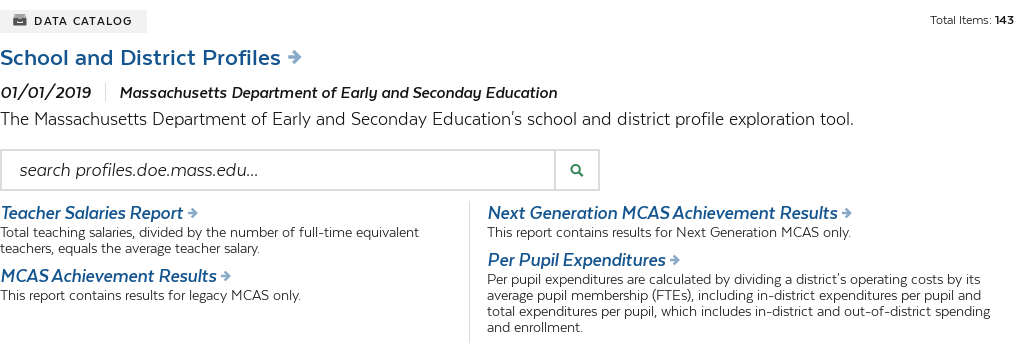 DATA CATALOG
Total Items: 143
School and District Profiles
01/01/2019 Massachusetts Department of Early and Seconday Education
The Massachusetts Department of Early and Seconday Education's school and district profile exploration tool.
search profiles.doe.mass.edu...
Teacher Salaries Report
Total teaching salaries, divided by the number of full-time equivalent
teachers, equals the average teacher salary.
MCAS Achievement Results
This report contains results for legacy MCAS only.
Next Generation MCAS Achievement Results
This report contains results for Next Generation MCAS only.
Per Pupil Expenditures
Per pupil expenditures are calculated by dividing a district's operating costs by its
average pupil membership (FTEs), including in-district expenditures per pupil and
total expenditures per pupil, which includes in-district and out-of-district spending
and enrollment.